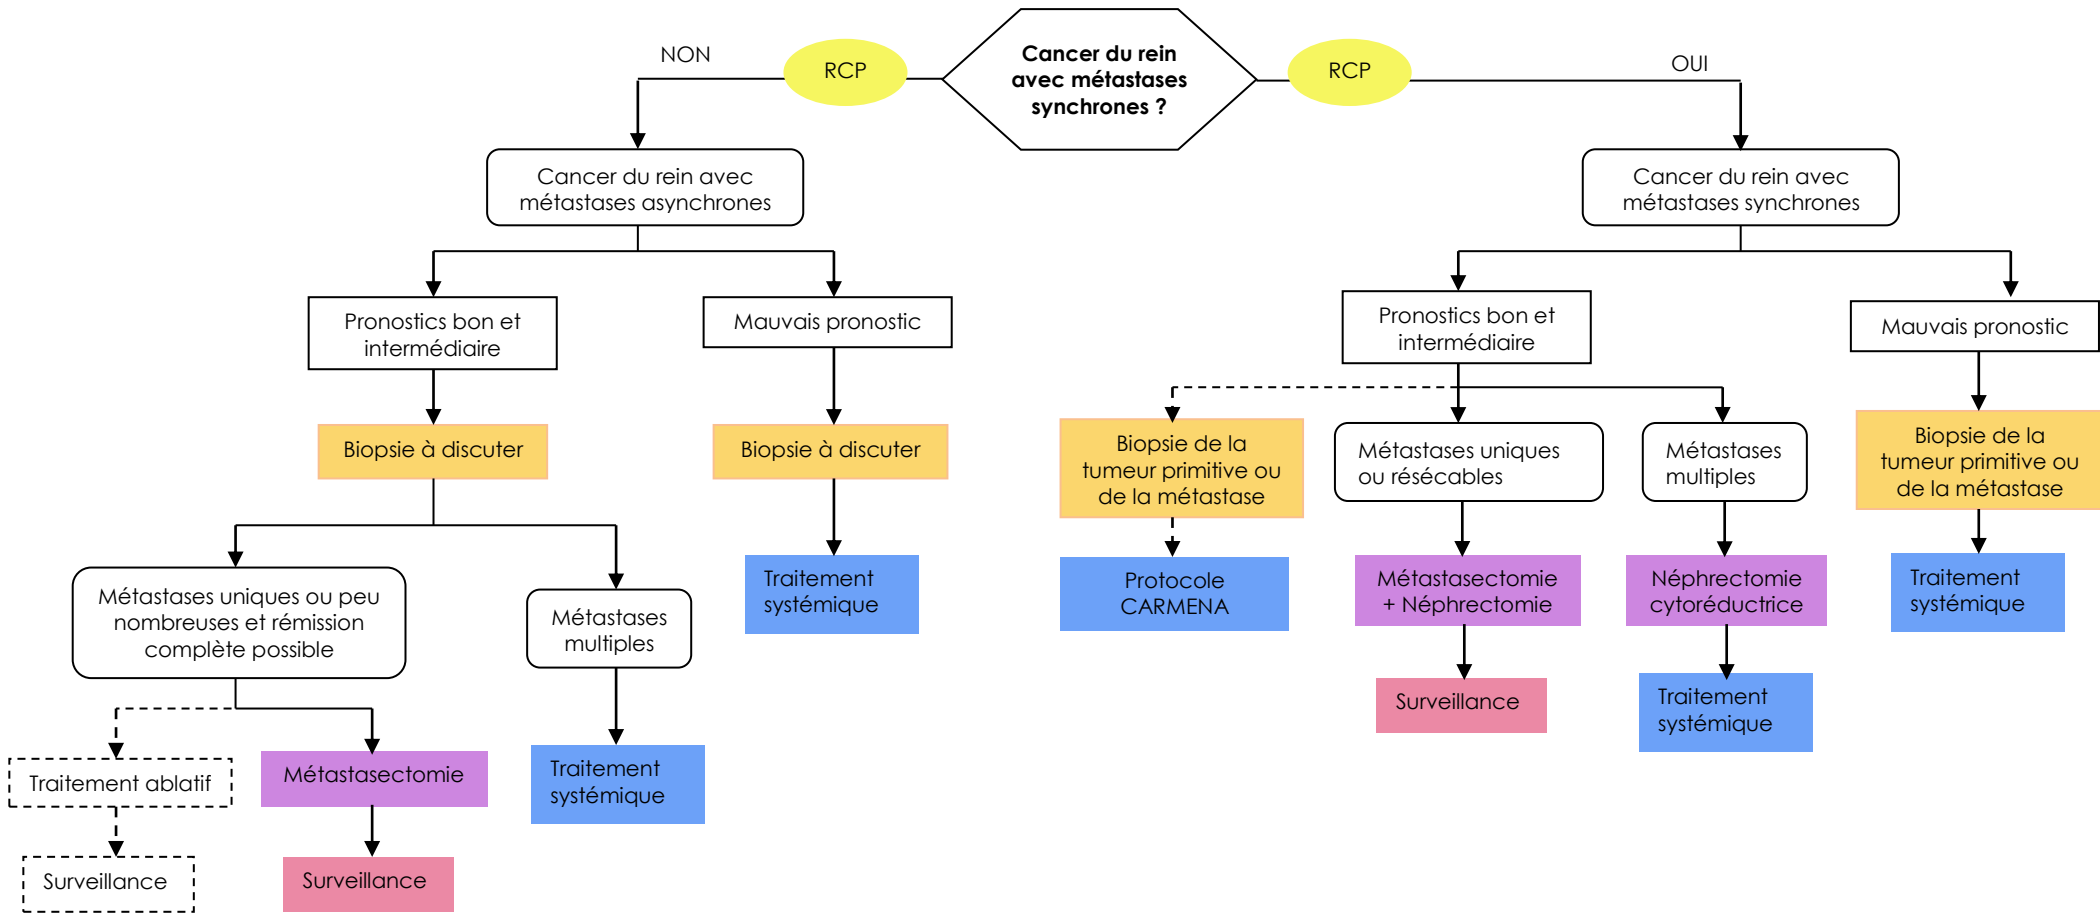 NON
RCP
Cancer du rein
avec métastases
synchrones ?
RCP
OUI
Cancer du rein avec
métastases asynchrones
Cancer du rein avec
métastases synchrones
Pronostics bon et
intermédiaire
Mauvais pronostic
Pronostics bon et
intermédiaire
Mauvais pronostic
Biopsie à discuter
Biopsie à discuter
Biopsie de la
tumeur primitive ou
de la métastase
Métastases uniques
ou résécables
Métastases
multiples
Biopsie de la
tumeur primitive ou
de la métastase
Métastases uniques ou peu
nombreuses et rémission
complète possible
Métastases
multiples
Traitement
systémique
Protocole
CARMENA
Métastasectomie
+ Néphrectomie
Néphrectomie
cytoréductrice
Traitement
systémique
Surveillance
Traitement
systémique
Traitement ablatif
Métastasectomie
Traitement
systémique
Surveillance
Surveillance